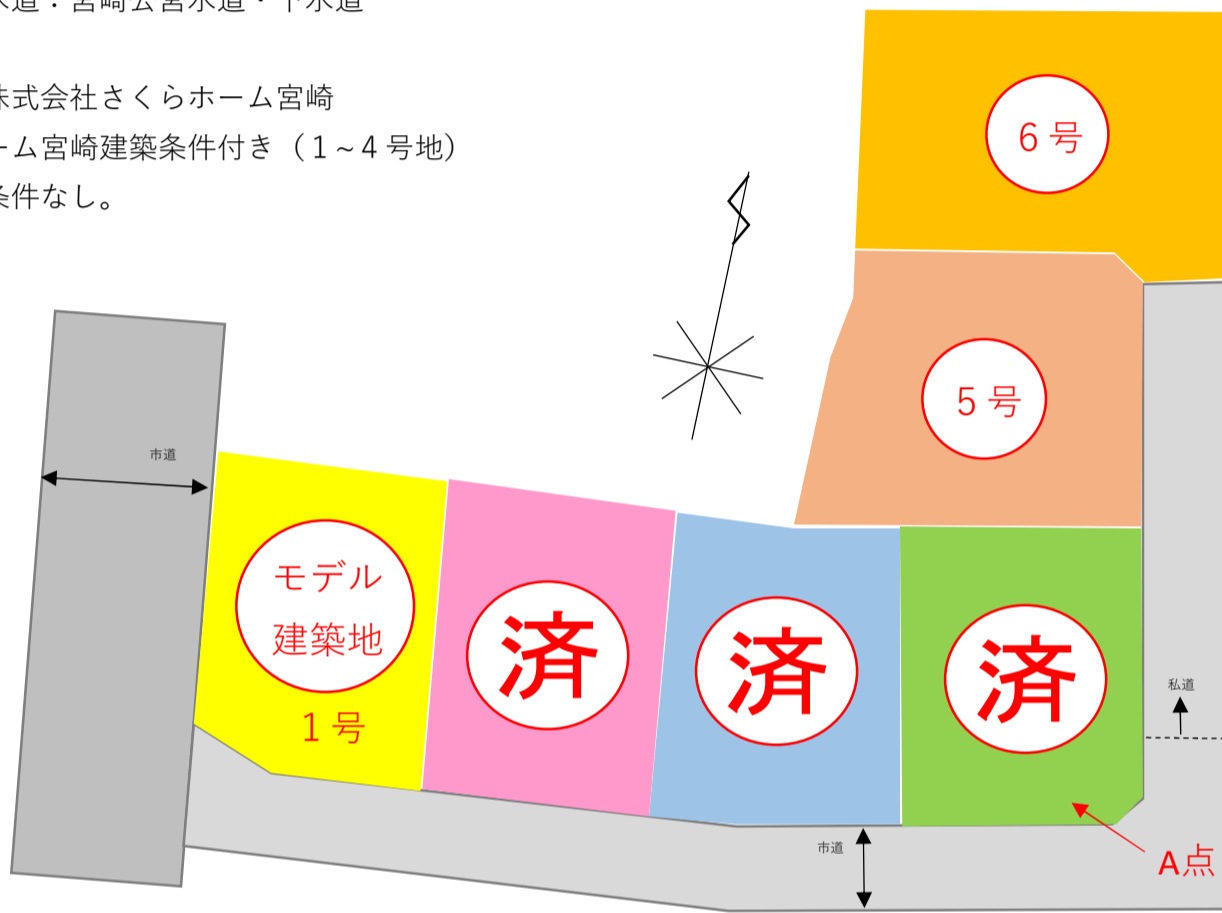 水道：宮崎公営水道・下水道
株式会社さくらホーム宮崎
ーム宮崎建築条件付き（１～４号地）
条件なし。
６号
５号
市道
モデル
建築地
１号
済
済
済
私道
市道
A点